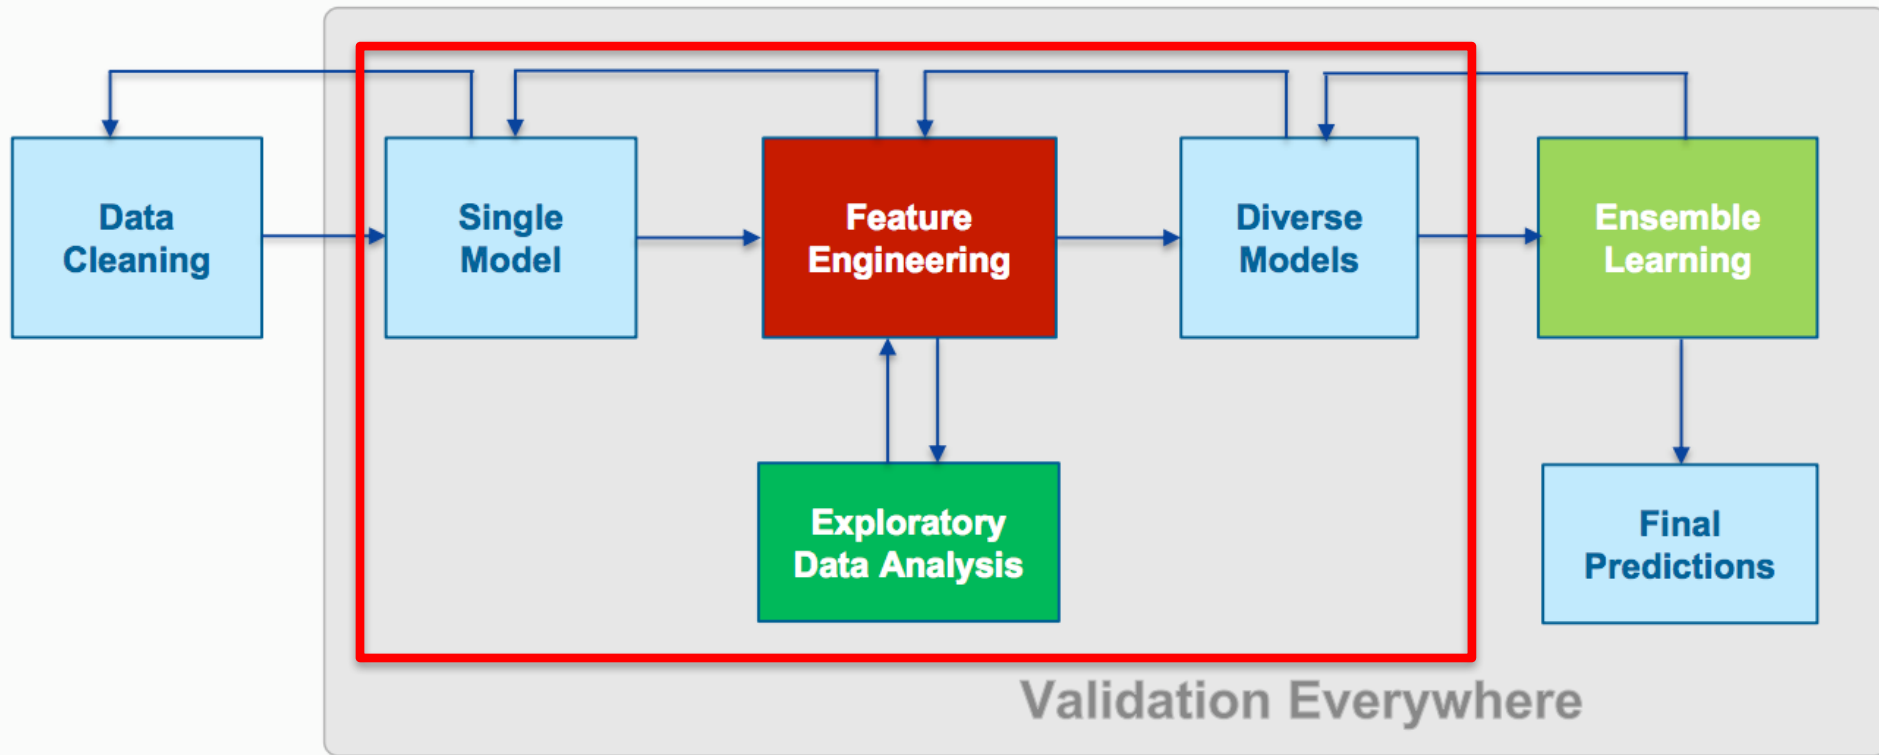 Data
Cleaning
Single
Model
Feature
Engineering
Diverse
Models
Ensemble
Learning
Exploratory
Data Analysis
Final
Predictions
Validation Everywhere